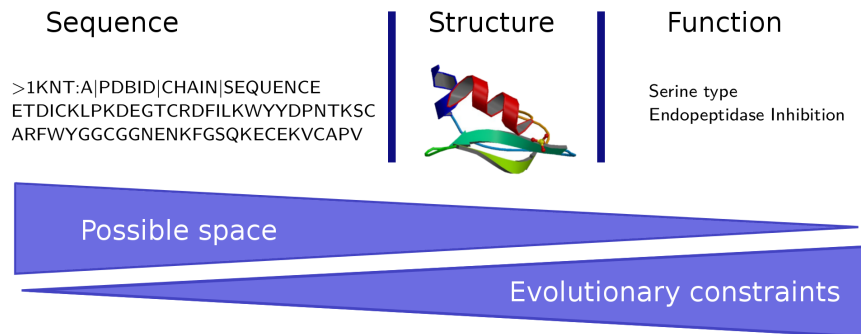 Sequence
Structure
Function
>1KNT:A|PDBID|CHAIN|SEQUENCE
ETDICKLPKDEGTCRDFILKWYYDPNTKSC
ARFWYGGCGGNENKFGSQKECEKVCAPV
Serine type
Endopeptidase Inhibition
Possible space
Evolutionary constraints